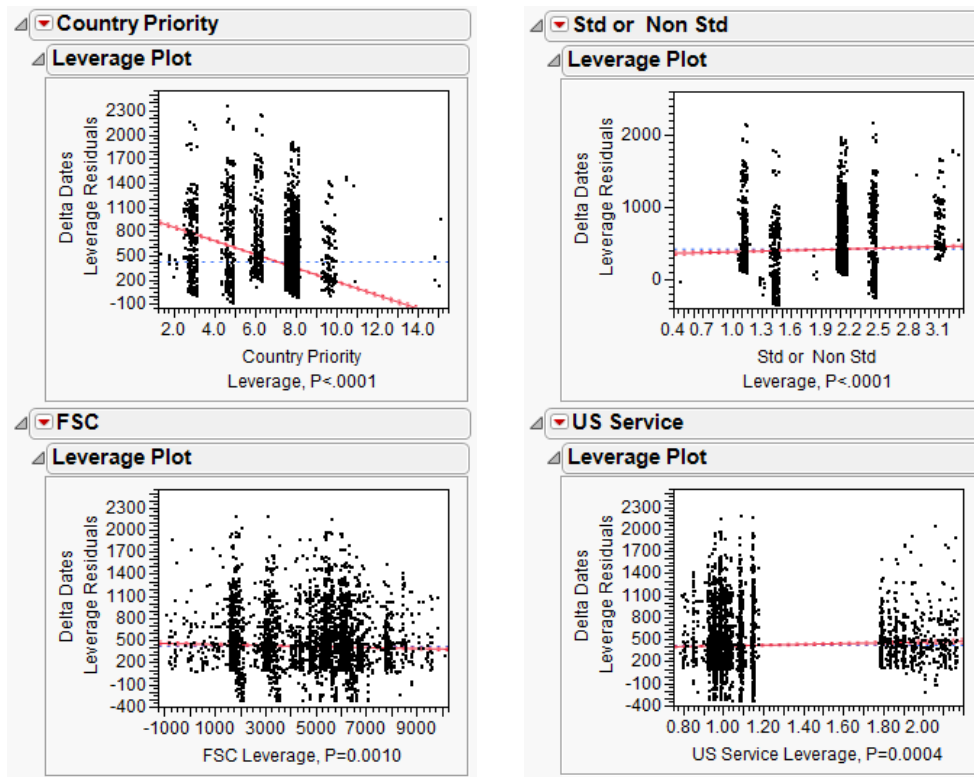 Country Priority
Leverage Plot
Delta Dates
Leverage Residuals
2300
2000
1700
1400
1100
800
500
200
-100
2.0 4.0 6.0 8.0 10.0 12.0 14.0
Country Priority
Leverage, P<.0001
Std or Non Std
Leverage Plot
Delta Dates
Leverage Residuals
2000
1000
0
0.4 0.7 1.0 1.3 1.6 1.9 2.2 2.5 2.8 3.1
Std or Non Std
Leverage, P<.0001
FSC
Leverage Plot
Delta Dates
Leverage Residuals
2300
2000
1700
1400
1100
800
500
200
-100
-400
-1000 1000 3000 5000 7000 9000
FSC Leverage, P=0.0010
US Service
Leverage Plot
Delta Dates
Leverage Residuals
2300
2000
1700
1400
1100
800
500
200
-100
-400
0.80 1.00 1.20 1.40 1.60 1.80 2.00
US Service Leverage, P=0.0004